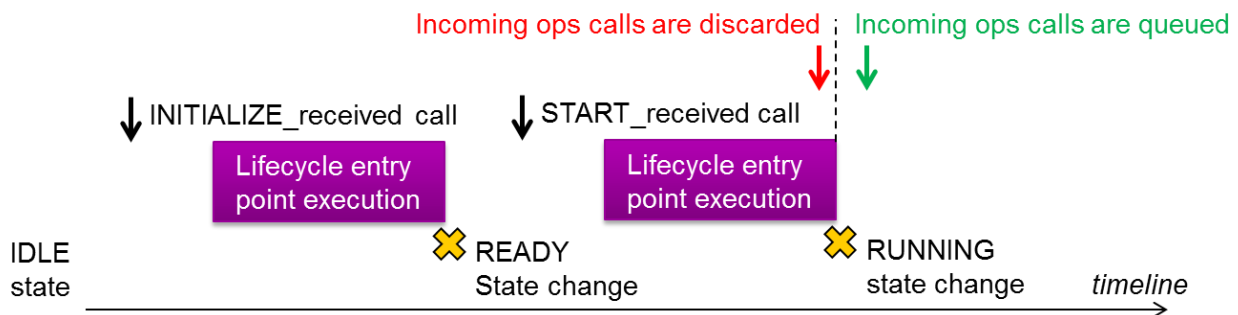 Incoming ops calls are discarded
Incoming ops calls are queued
INITIALIZE_received call
START_received call
Lifecycle entry
point execution
Lifecycle entry
point execution
IDLE
state
READY
State change
RUNNING
state change
timeline